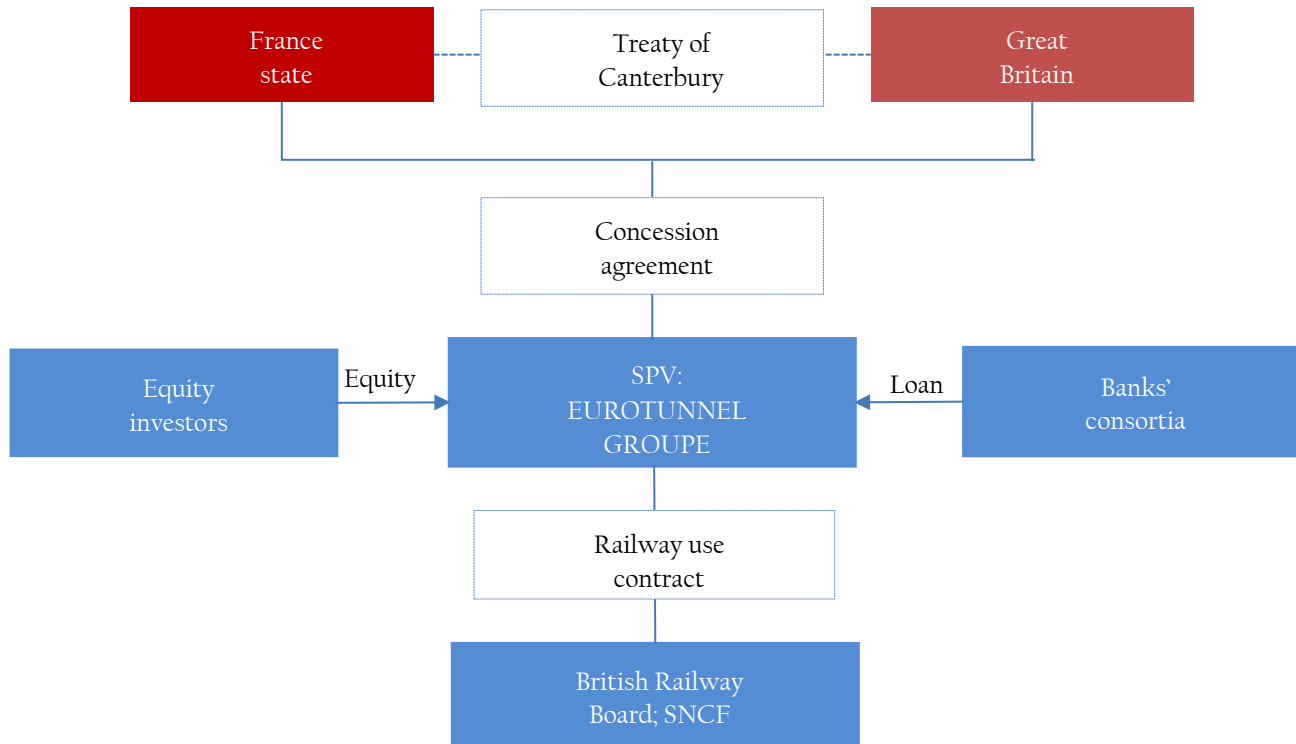 France
state
Treaty of
Canterbury
Great
Britain
Concession
agreement
Equity
investors
Equity
SPV:
EUROTUNNEL
GROUPE
Loan
Banks’
consortia
Railway use
contract
British Railway
Board; SNCF